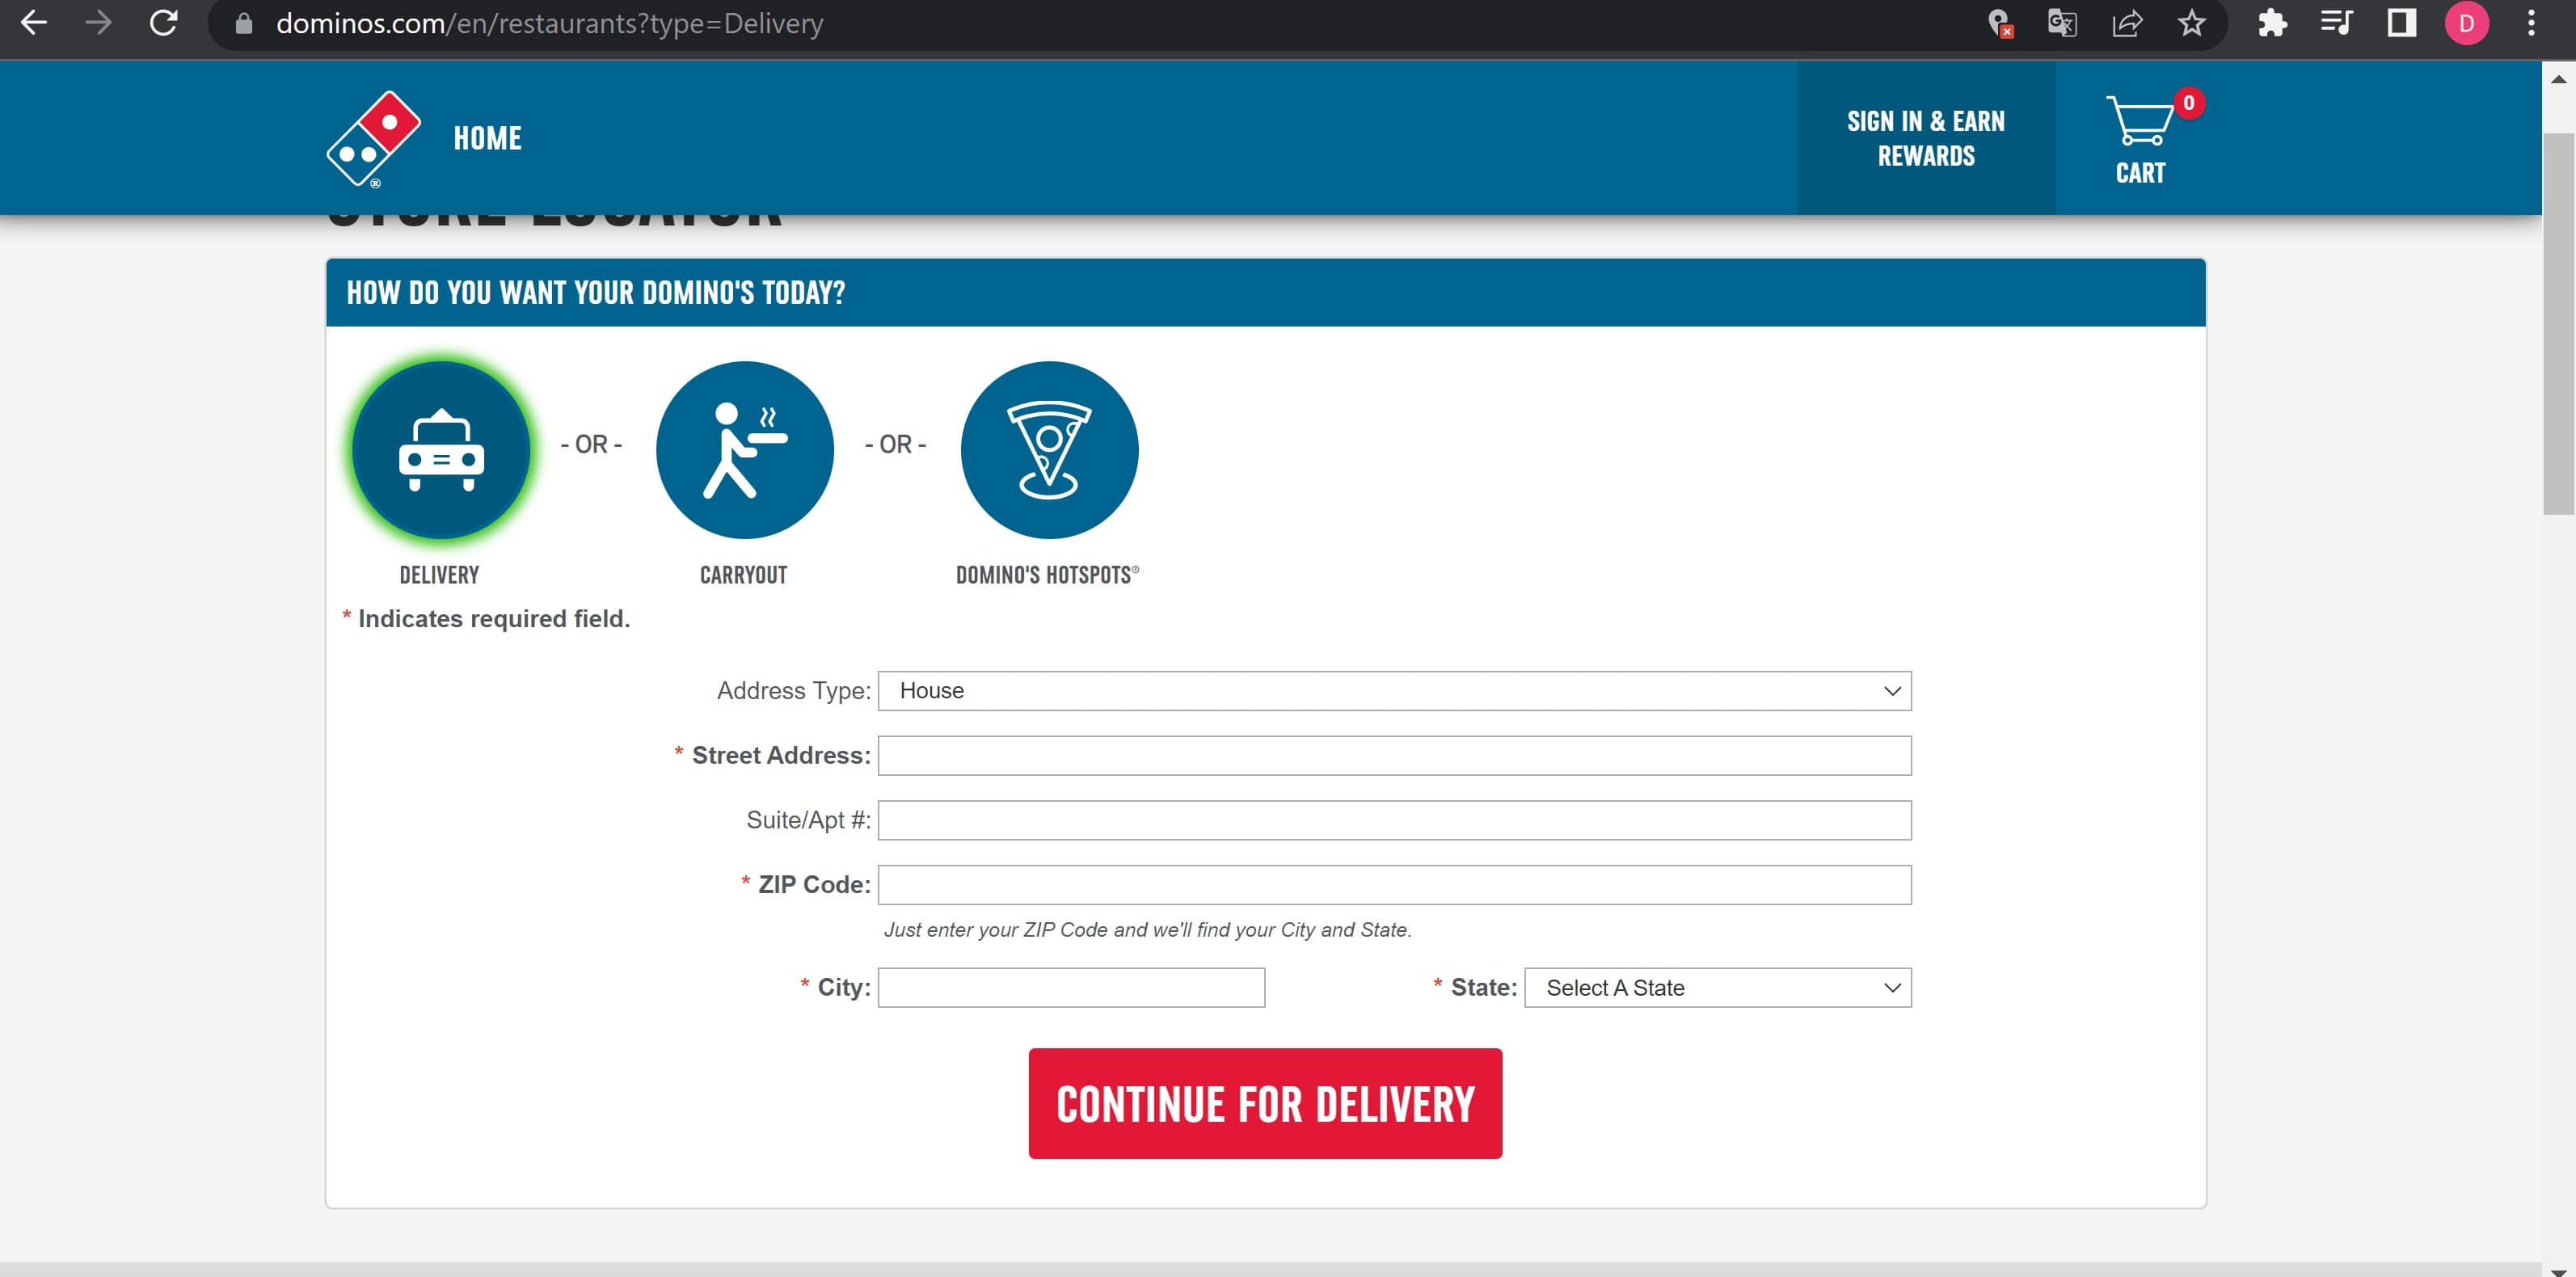 dominos.com/en/restaurants?type=Delivery
D
HOME
SIGN IN & EARN
REWARDS
0
CART
STORE LOCATOR
HOW DO YOU WANT YOUR DOMINO'S TODAY?
- OR -
- OR -
DELIVERY
CARRYOUT
DOMINO'S HOTSPOTS®
* Indicates required field.
Address Type: House
* Street Address:
Suite/Apt #:
* ZIP Code:
Just enter your ZIP Code and we'll find your City and State.
* City:
* State: Select A State
CONTINUE FOR DELIVERY